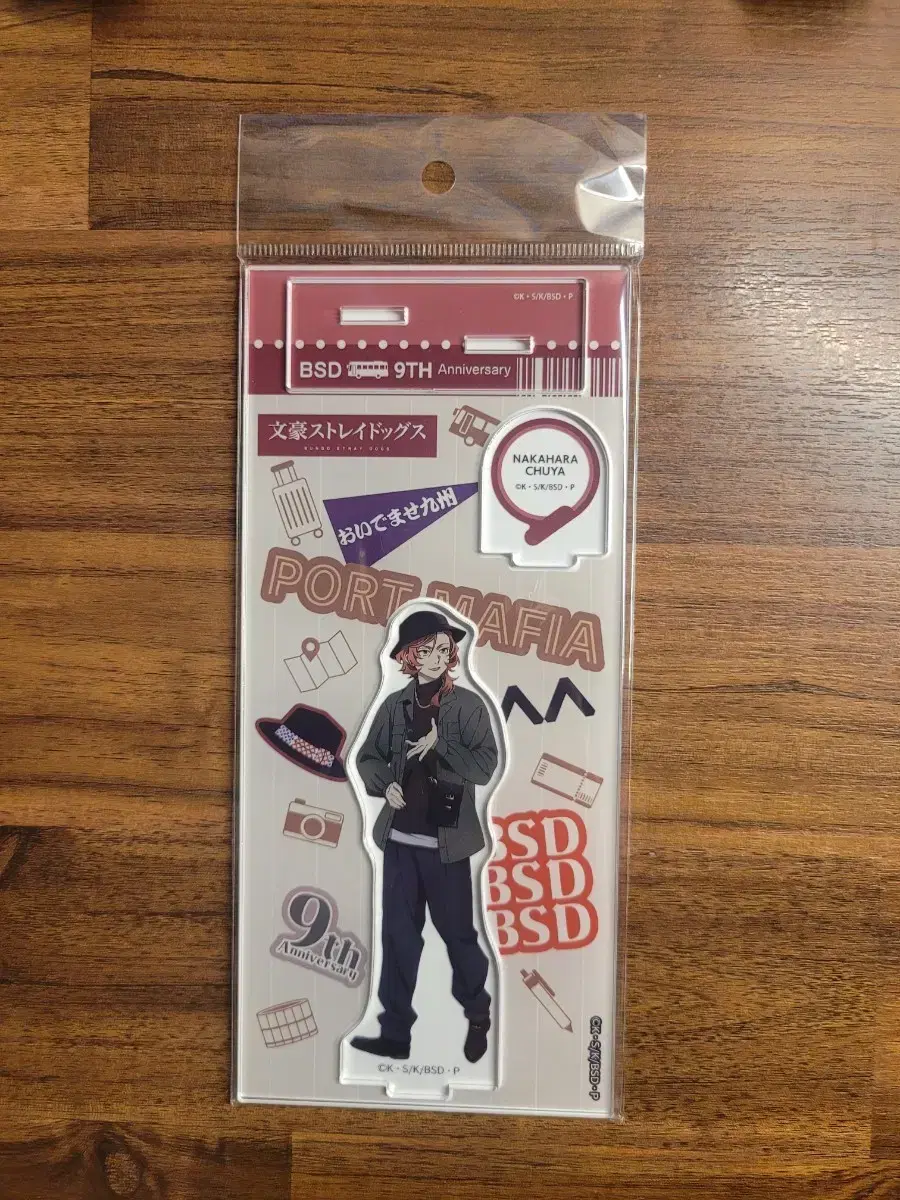 ©K・S/K/BSD・P
BSD 9TH Anniversary
文豪ストレイドッグス
BUNGO STRAY DOGS
NAKAHARA
CHUYA
©K・S/K/BSD・P
おいでませ九州
PORT MAFIA
BSD
BSD
BSD
9th
Anniversary
©K・S/K/BSD・P
©K・S/K/BSD・P